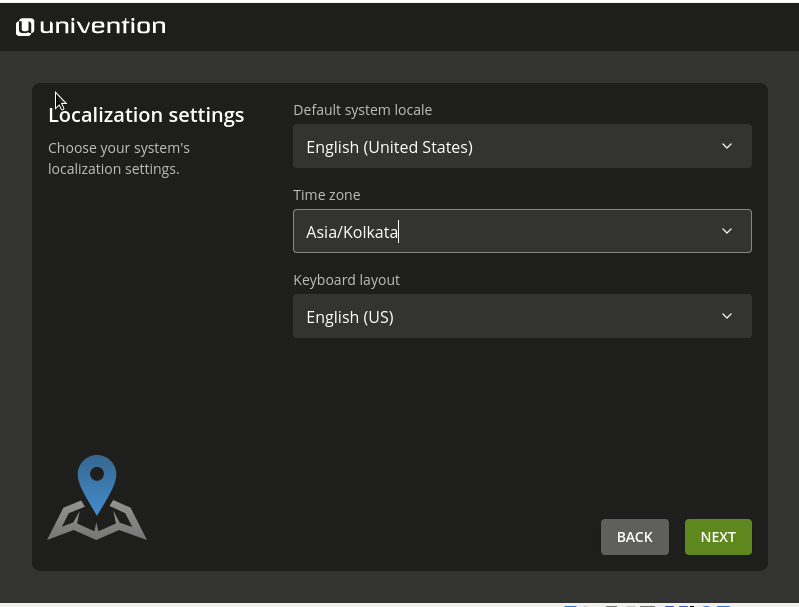 univention
Localization settings
Choose your system's
localization settings.
Default system locale
English (United States)
Time zone
Asia/Kolkata
Keyboard layout
English (US)
BACK
NEXT